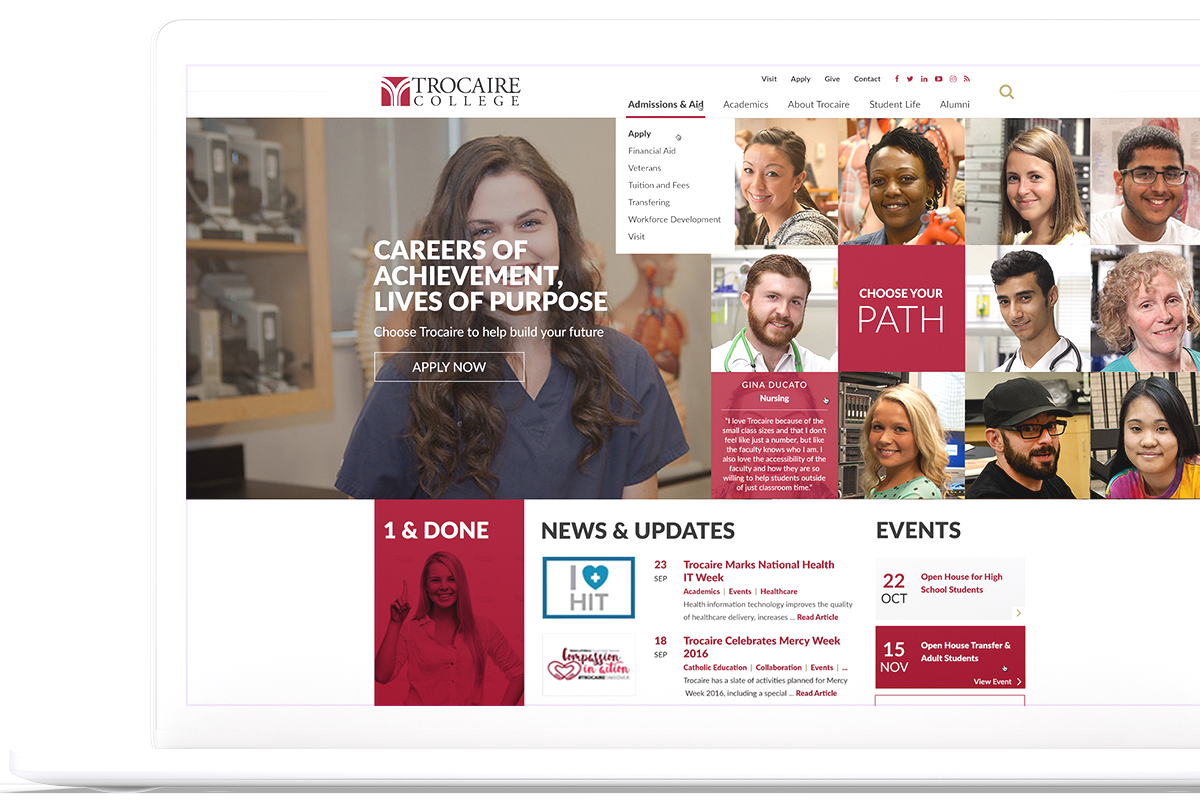 TROCAIRE
COLLEGE
Visit Apply Give Contact
Admissions & Aid Academics About Trocaire Student Life Alumni
Apply
Financial Aid
Veterans
Tuition and Fees
Transfering
Workforce Development
Visit
CAREERS OF
ACHIEVEMENT,
LIVES OF PURPOSE
Choose Trocaire to help build your future
APPLY NOW
CHOOSE YOUR
PATH
GINA DUCATO
Nursing
"I love Trocaire because of the
small class sizes and that I don't
feel like just a number, but like
the faculty knows who I am. I
also love the accessibility of the
faculty and how they are so
willing to help students outside
of just classroom time."
1 & DONE
NEWS & UPDATES
I
HIT
23
SEP
Trocaire Marks National Health
IT Week
Academics | Events | Healthcare
Health information technology improves the quality
of healthcare delivery, increases ... Read Article
Compassion
in action
#TROCAIRE
18
SEP
Trocaire Celebrates Mercy Week
2016
Catholic Education | Collaboration | Events | ...
Trocaire has a slate of activities planned for Mercy
Week 2016, including a special ... Read Article
EVENTS
22
OCT
Open House for High
School Students
15
NOV
Open House Transfer &
Adult Students
View Event